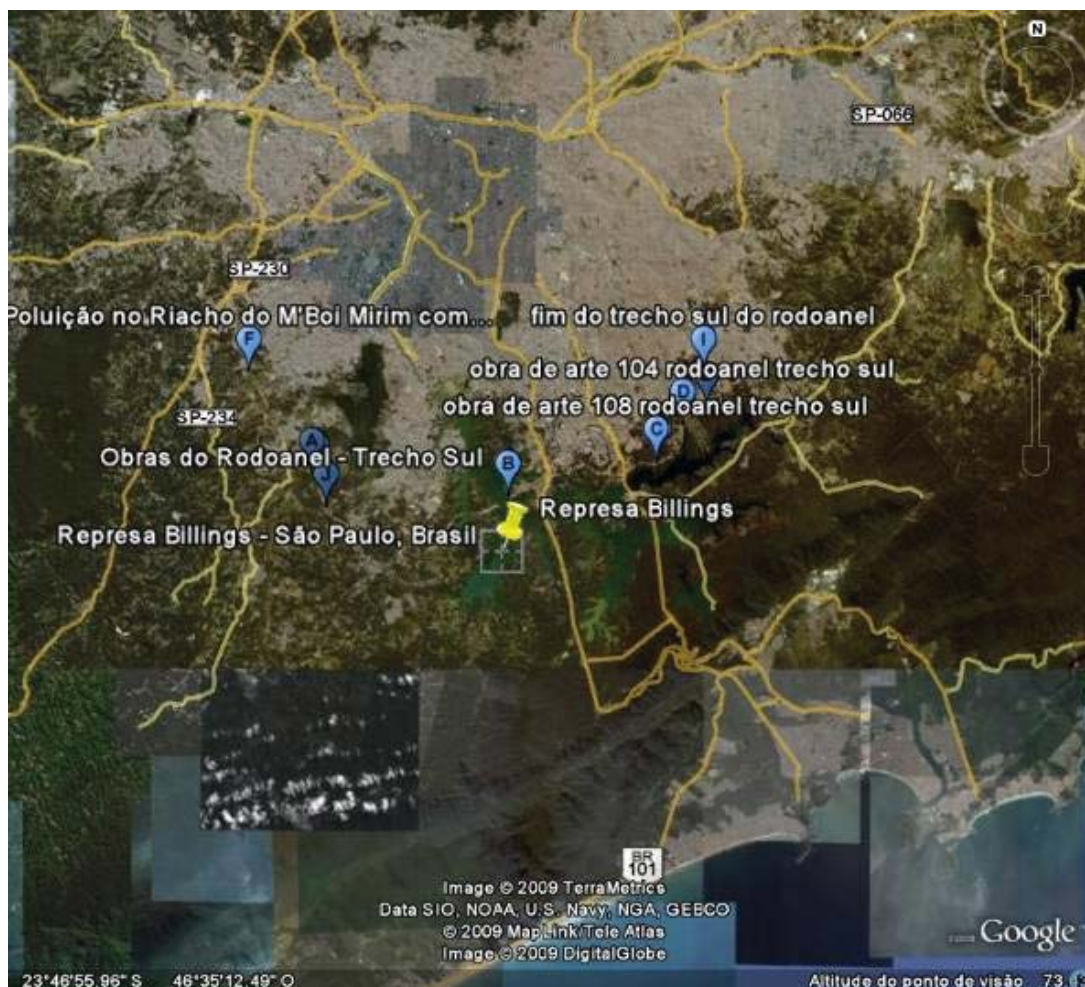 N
SP-066
SP-230
Poluição no Riacho do M'Boi Mirim com...
fim do trecho sul do rodoanel
F
I
obra de arte 104 rodoanel trecho sul
D
SP-234
obra de arte 108 rodoanel trecho sul
C
A
Obras do Rodoanel - Trecho Sul
B
J
Represa Billings
Represa Billings - São Paulo, Brasil
BR
101
Image © 2009 TerraMetrics
Data SIO, NOAA, U.S. Navy, NGA, GEBCO
© 2009 MapLink/Tele Atlas
Image © 2009 DigitalGlobe
Google
23°46'55.96" S 46°35'12.49" O
Altitude do ponto de visão 73.